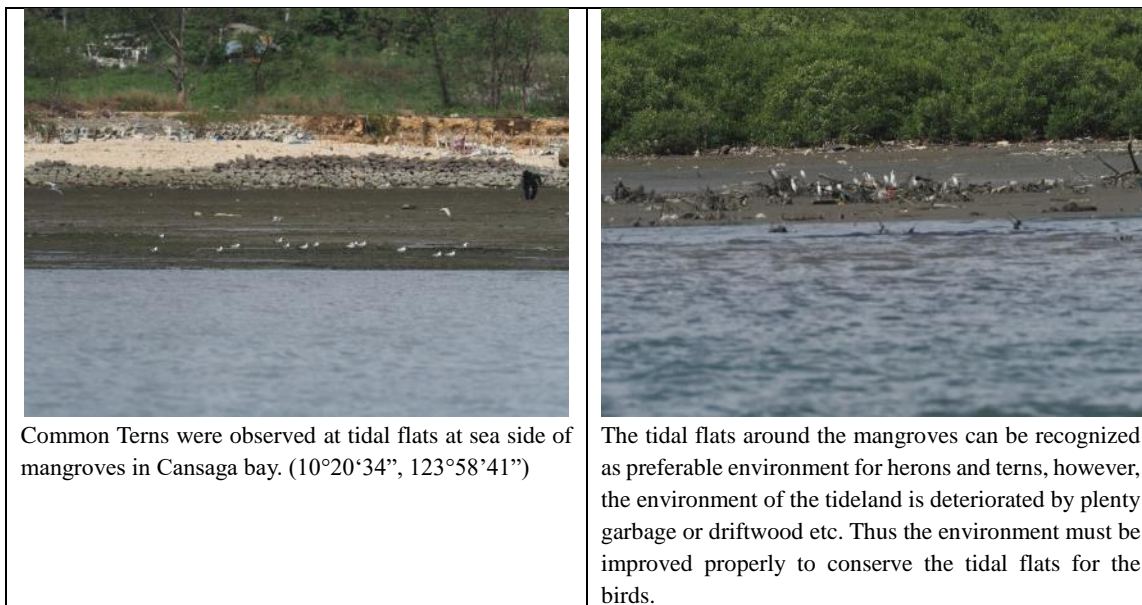 Common Terns were observed at tidal flats at sea side of
mangroves in Cansaga bay. (10°20‘34”, 123°58’41”)
The tidal flats around the mangroves can be recognized
as preferable environment for herons and terns, however,
the environment of the tideland is deteriorated by plenty
garbage or driftwood etc. Thus the environment must be
improved properly to conserve the tidal flats for the
birds.